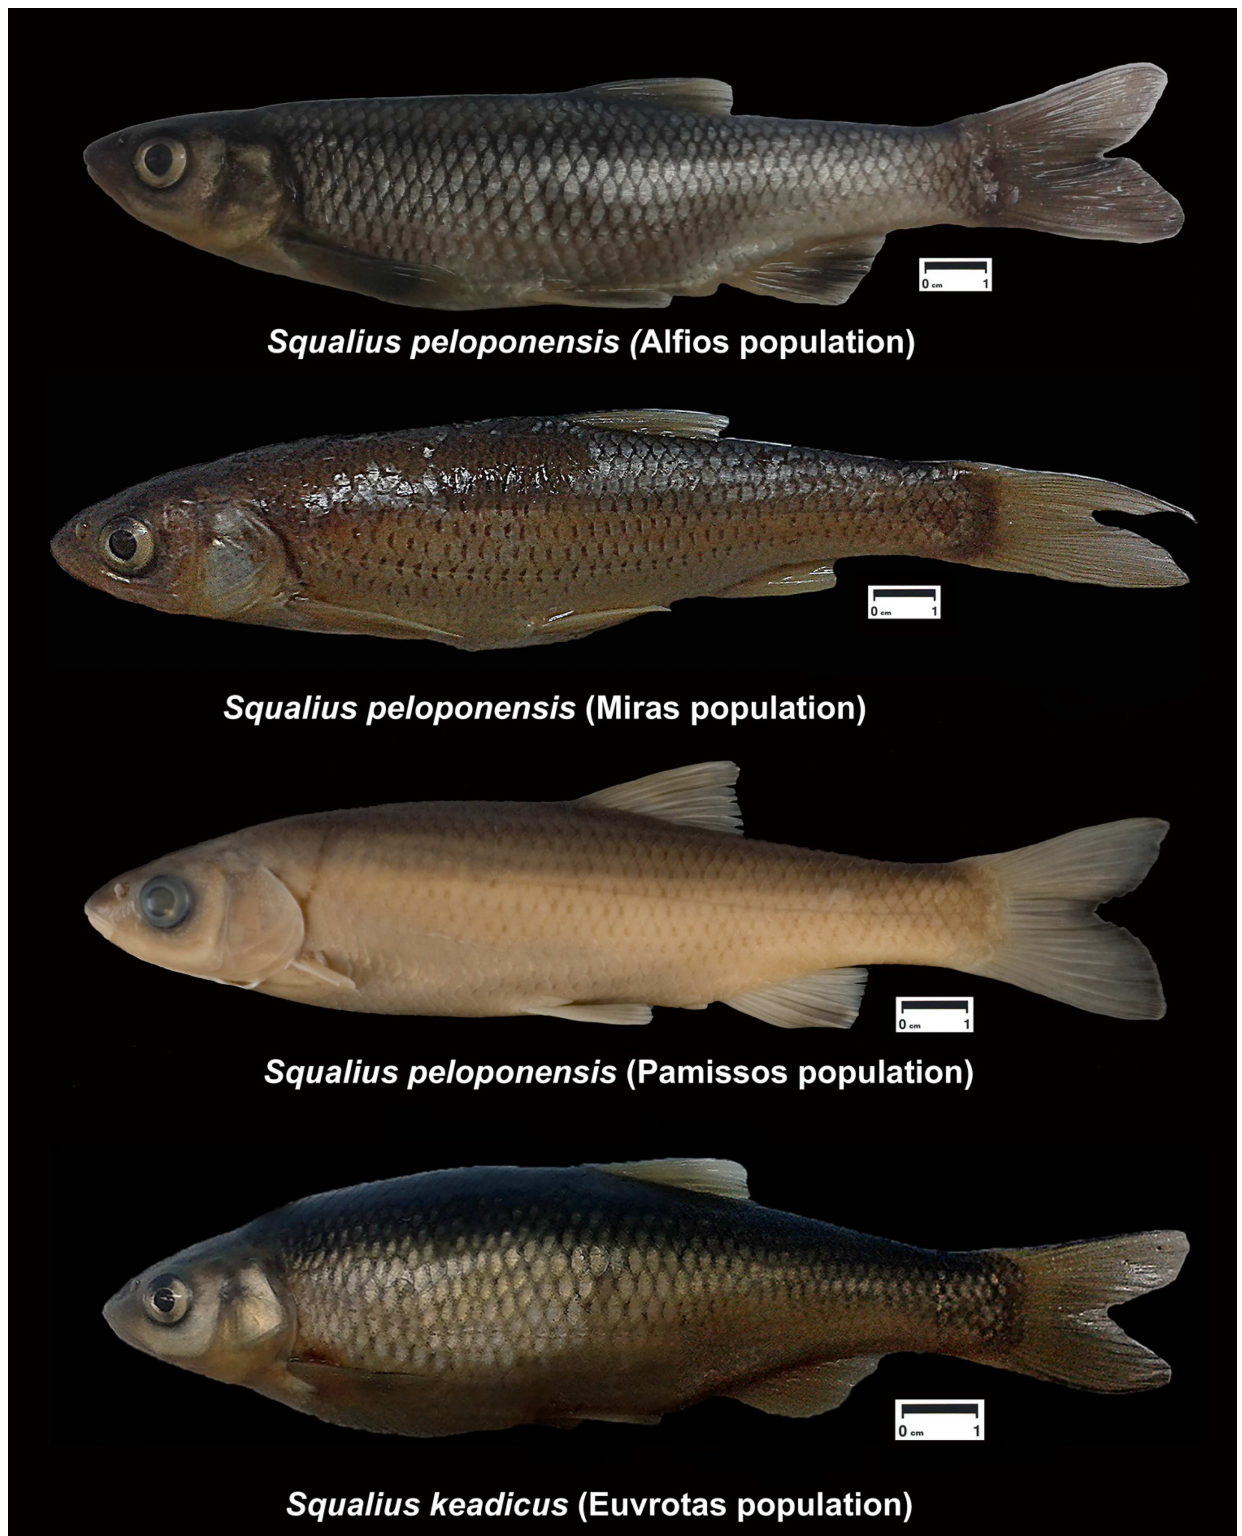 0 cm 1
Squalius peloponensis (Alfios population)
0 cm 1
Squalius peloponensis (Miras population)
0 cm 1
Squalius peloponensis (Pamissos population)
0 cm 1
Squalius keadicus (Euvrotas population)